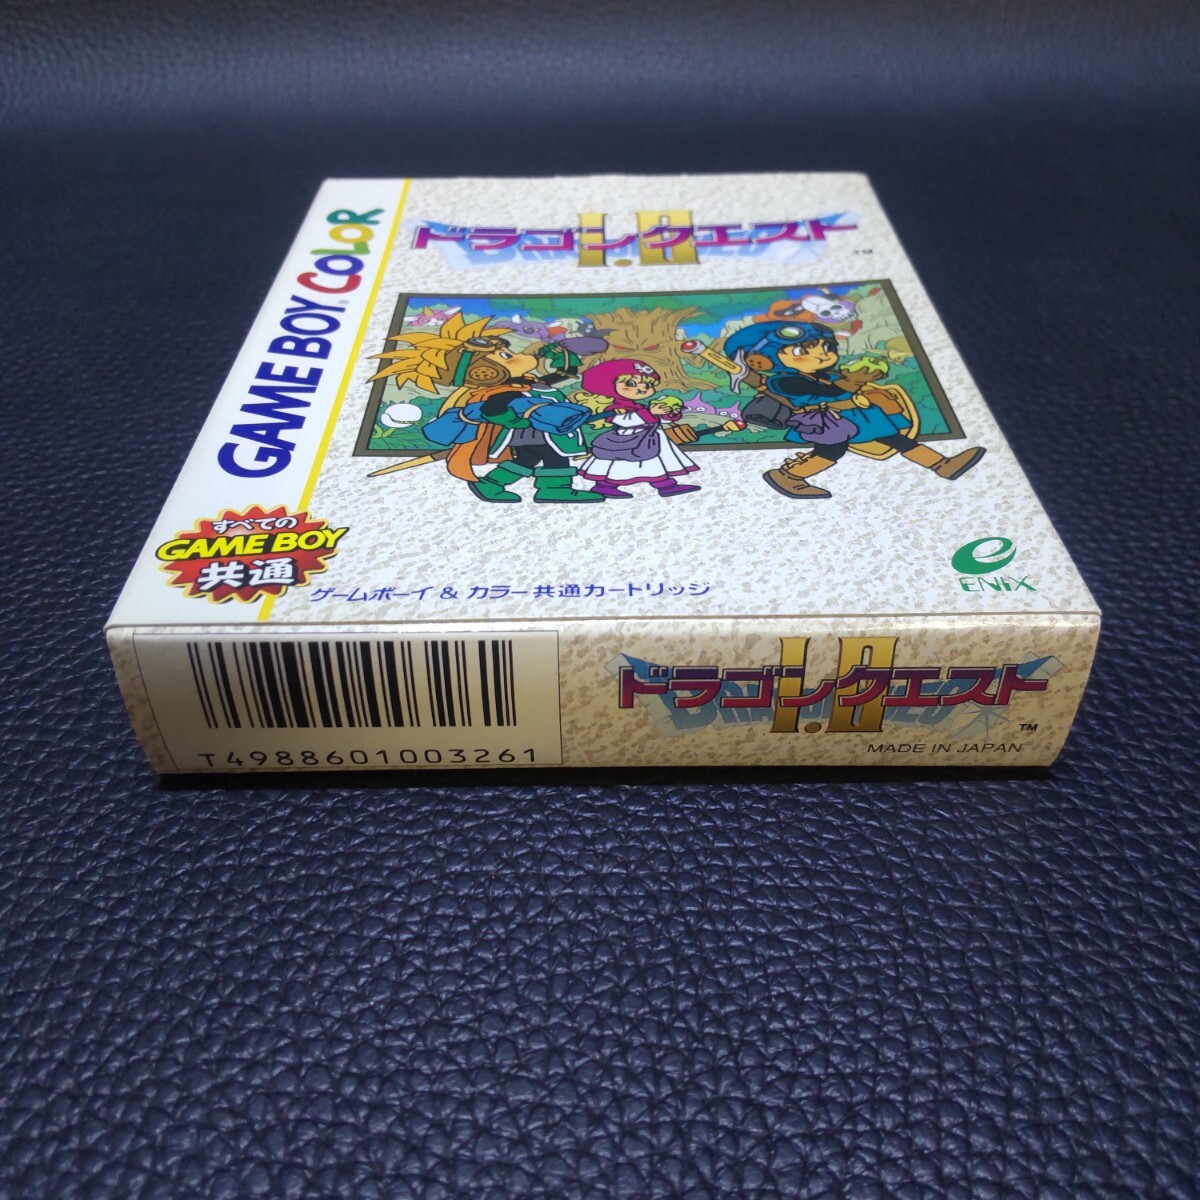 GAME BOY® COLOR
ドラゴンクエスト
I・II
TM
すべての
GAME BOY
共通
ゲームボーイ & カラー共通カートリッジ
ENIX
T4988601003261
ドラゴンクエスト
I・II
TM
MADE IN JAPAN